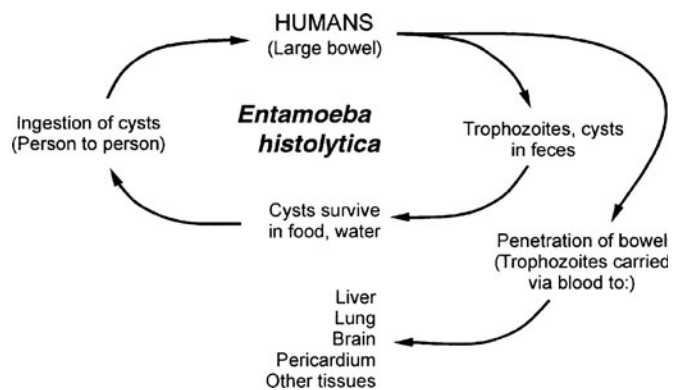 HUMANS
(Large bowel)
Ingestion of cysts
(Person to person)
Entamoeba
histolytica
Trophozoites, cysts
in feces
Cysts survive
in food, water
Penetration of bowel
(Trophozoites carried
via blood to:)
Liver
Lung
Brain
Pericardium
Other tissues